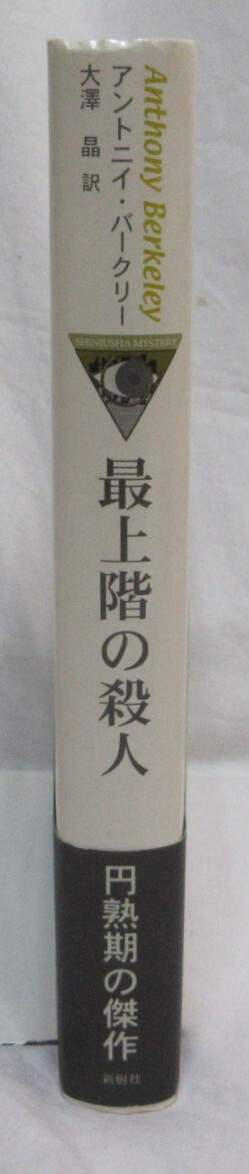 Anthony Berkeley
アントニイ・バークリー
大澤 晶 訳
SHINJUSHA MYSTERY
最上階の殺人
円熟期の傑作
新樹社